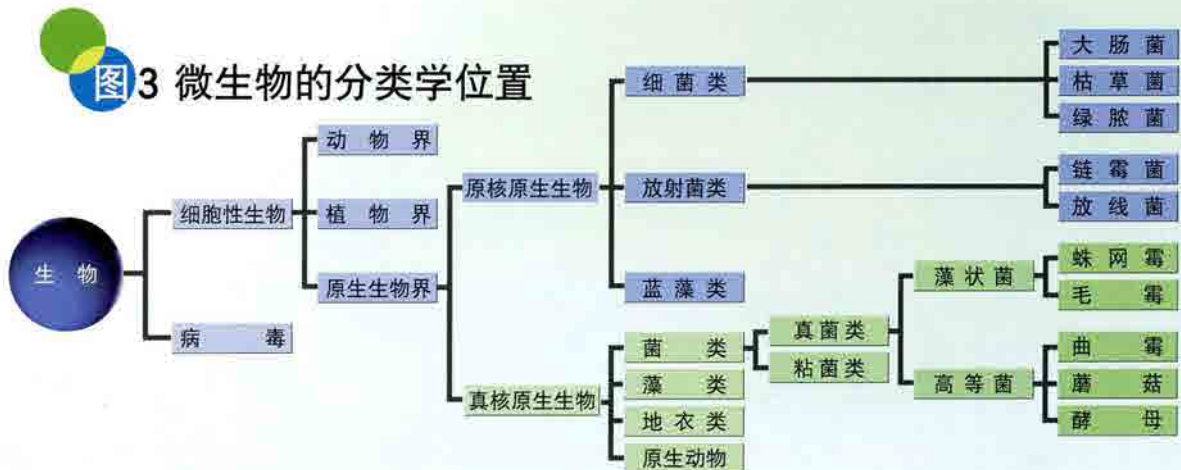 图3 微生物的分类学位置
生物
细胞性生物
病毒
动物界
植物界
原生生物界
原核原生生物
真核原生生物
细菌类
放射菌类
蓝藻类
菌类
藻类
地衣类
原生动物
真菌类
粘菌类
藻状菌
高等菌
大肠菌
枯草菌
绿脓菌
链霉菌
放线菌
蛛网霉
毛霉
曲霉
蘑菇
酵母